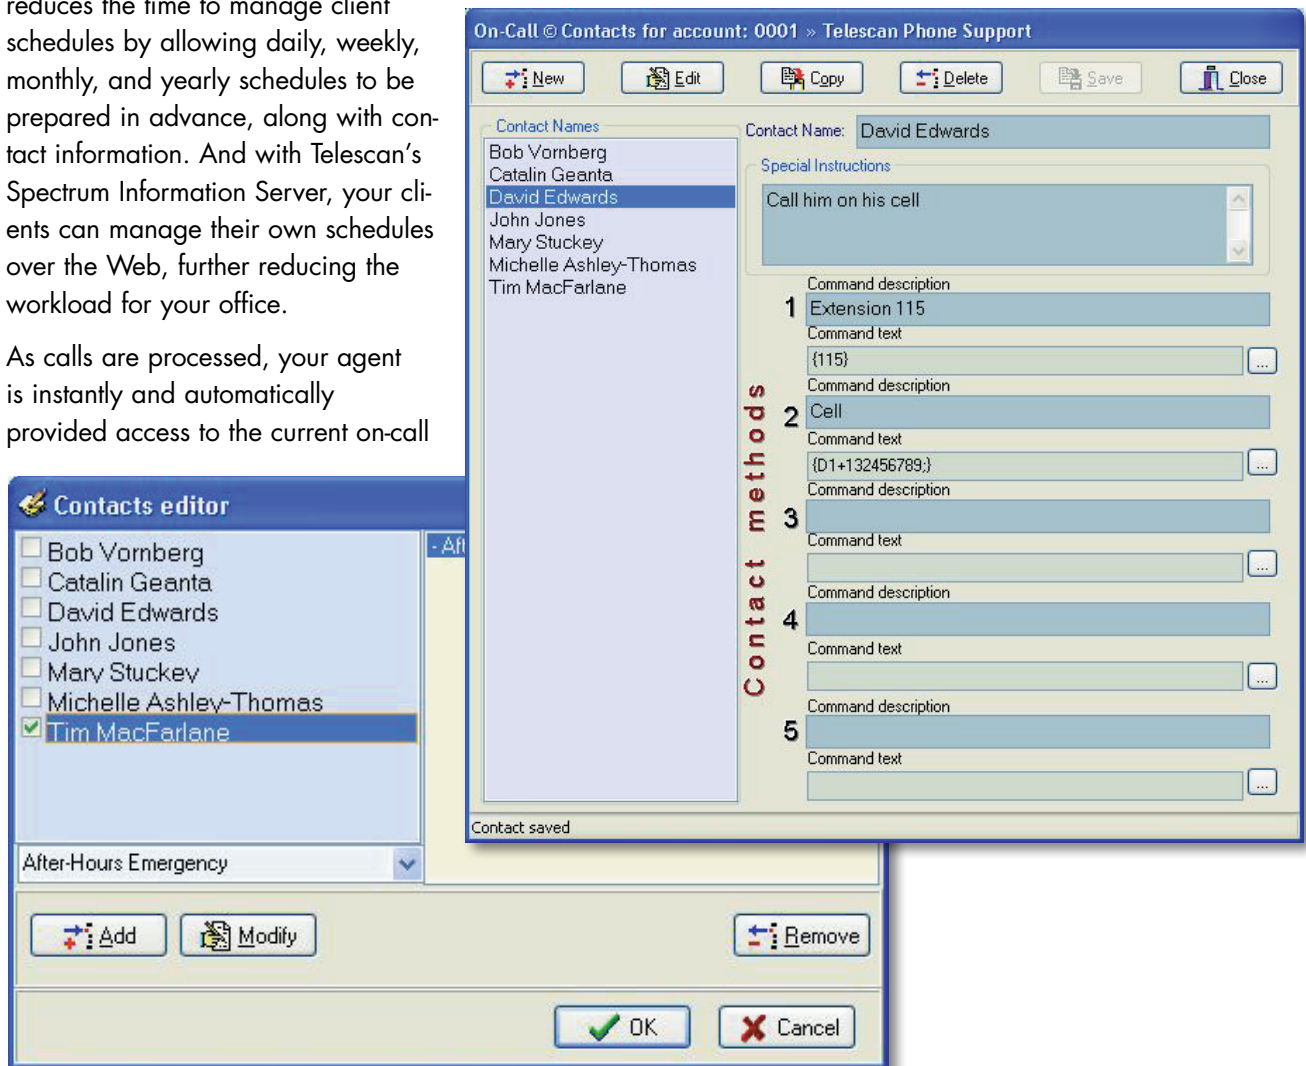 reduces the time to manage client
schedules by allowing daily, weekly,
monthly, and yearly schedules to be
prepared in advance, along with con-
tact information. And with Telescan’s
Spectrum Information Server, your cli-
ents can manage their own schedules
over the Web, further reducing the
workload for your office.
As calls are processed, your agent
is instantly and automatically
provided access to the current on-call
On-Call © Contacts for account: 0001 » Telescan Phone Support
New Edit Copy Delete Save Close
Contact Names
Bob Vornberg
Catalin Geanta
David Edwards
John Jones
Mary Stuckey
Michelle Ashley-Thomas
Tim MacFarlane
Contact Name: David Edwards
Special Instructions
Call him on his cell
Contact methods
Command description
1 Extension 115
Command text
{115}
...
Command description
2 Cell
Command text
{D1+132456789;}
...
Command description
3
Command text
...
Command description
4
Command text
...
Command description
5
Command text
...
Contact saved
Contacts editor
Bob Vornberg
Catalin Geanta
David Edwards
John Jones
Mary Stuckey
Michelle Ashley-Thomas
Tim MacFarlane
- Aft
After-Hours Emergency
Add Modify Remove
OK Cancel